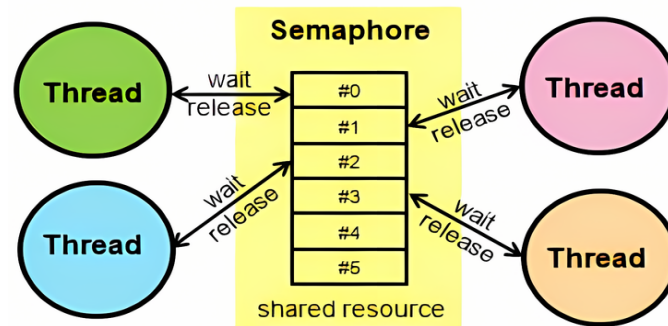 Semaphore
Thread
wait
release
#0
#1
#2
#3
#4
#5
wait
release
Thread
Thread
wait
release
wait
release
Thread
shared resource